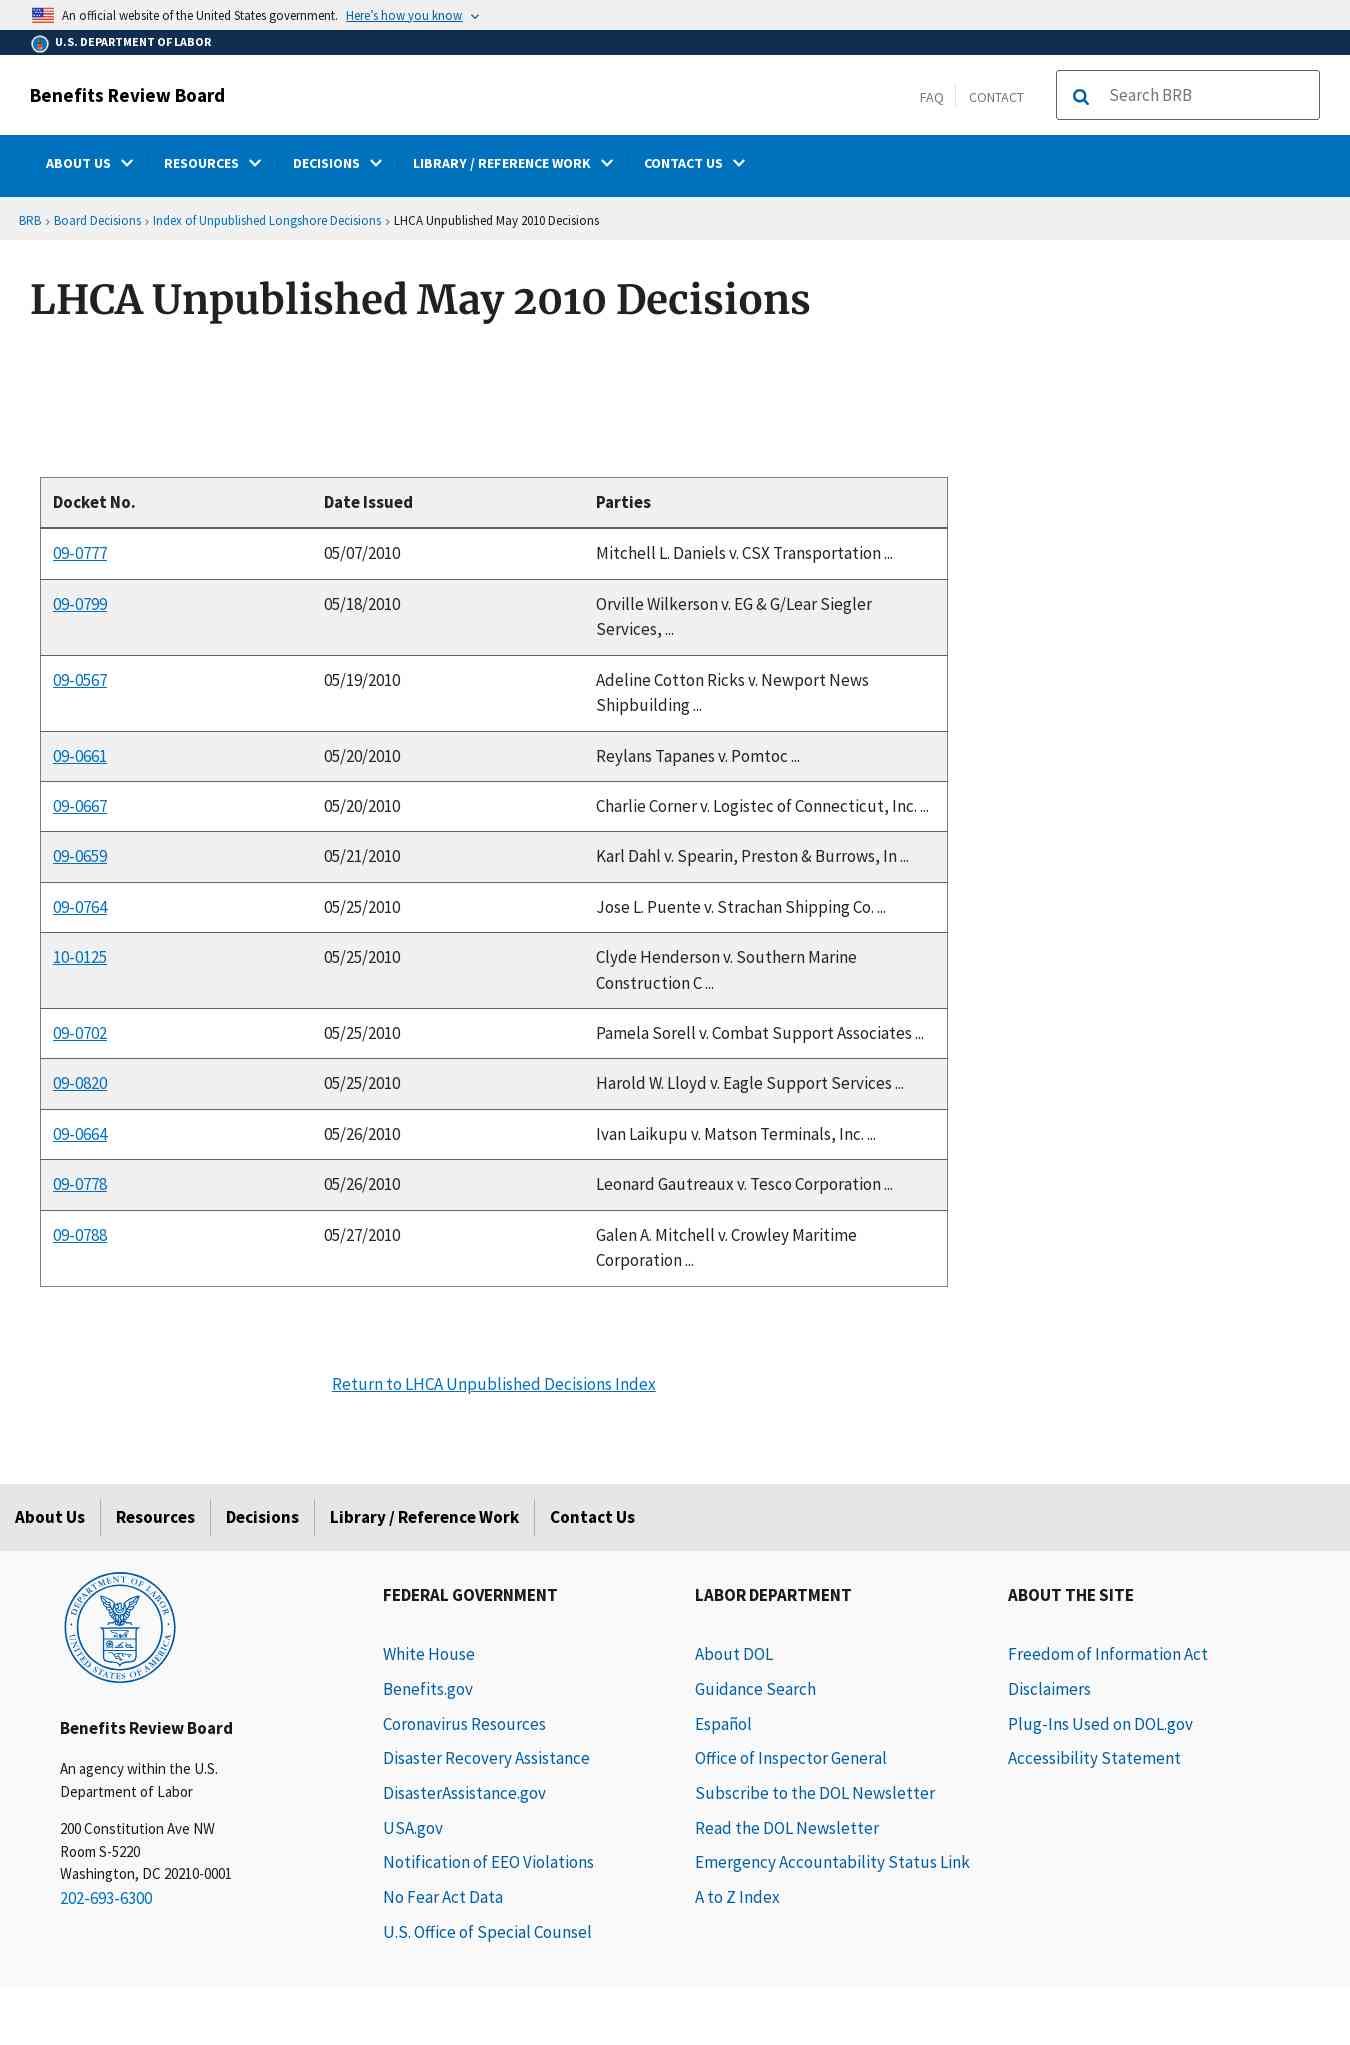 An official website of the United States government. Here's how you know
U.S. DEPARTMENT OF LABOR
Benefits Review Board
FAQ
CONTACT
Search BRB
ABOUT US
RESOURCES
DECISIONS
LIBRARY / REFERENCE WORK
CONTACT US
BRB › Board Decisions › Index of Unpublished Longshore Decisions › LHCA Unpublished May 2010 Decisions
LHCA Unpublished May 2010 Decisions
Docket No. Date Issued Parties
09-0777 05/07/2010 Mitchell L. Daniels v. CSX Transportation ...
09-0799 05/18/2010 Orville Wilkerson v. EG & G/Lear Siegler
Services, ...
09-0567 05/19/2010 Adeline Cotton Ricks v. Newport News
Shipbuilding ...
09-0661 05/20/2010 Reylans Tapanes v. Pomtoc ...
09-0667 05/20/2010 Charlie Corner v. Logistec of Connecticut, Inc. ...
09-0659 05/21/2010 Karl Dahl v. Spearin, Preston & Burrows, In ...
09-0764 05/25/2010 Jose L. Puente v. Strachan Shipping Co. ...
10-0125 05/25/2010 Clyde Henderson v. Southern Marine
Construction C ...
09-0702 05/25/2010 Pamela Sorell v. Combat Support Associates ...
09-0820 05/25/2010 Harold W. Lloyd v. Eagle Support Services ...
09-0664 05/26/2010 Ivan Laikupu v. Matson Terminals, Inc. ...
09-0778 05/26/2010 Leonard Gautreaux v. Tesco Corporation ...
09-0788 05/27/2010 Galen A. Mitchell v. Crowley Maritime
Corporation ...
Return to LHCA Unpublished Decisions Index
About Us
Resources
Decisions
Library / Reference Work
Contact Us
DEPARTMENT OF LABOR
UNITED STATES OF AMERICA
Benefits Review Board
An agency within the U.S.
Department of Labor
200 Constitution Ave NW
Room S-5220
Washington, DC 20210-0001
202-693-6300
FEDERAL GOVERNMENT
White House
Benefits.gov
Coronavirus Resources
Disaster Recovery Assistance
DisasterAssistance.gov
USA.gov
Notification of EEO Violations
No Fear Act Data
U.S. Office of Special Counsel
LABOR DEPARTMENT
About DOL
Guidance Search
Español
Office of Inspector General
Subscribe to the DOL Newsletter
Read the DOL Newsletter
Emergency Accountability Status Link
A to Z Index
ABOUT THE SITE
Freedom of Information Act
Disclaimers
Plug-Ins Used on DOL.gov
Accessibility Statement